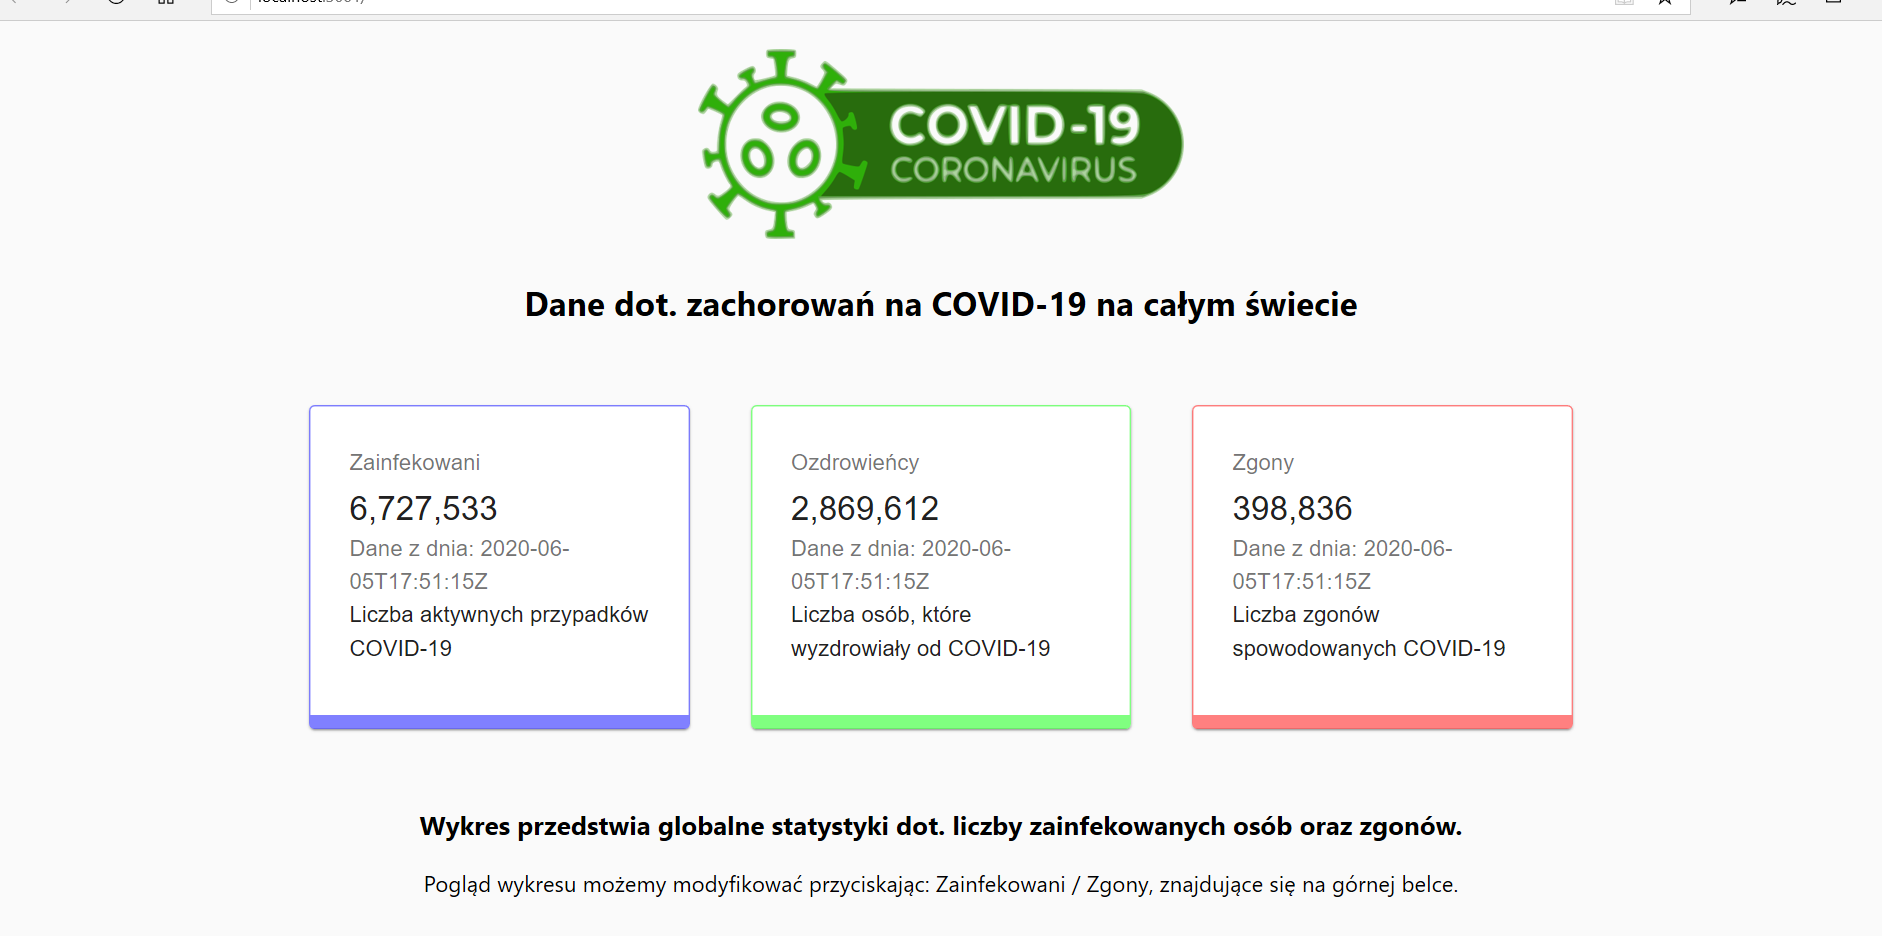 COVID-19
CORONAVIRUS
Dane dot. zachorowań na COVID-19 na całym świecie
Zainfekowani
6,727,533
Dane z dnia: 2020-06-
05T17:51:15Z
Liczba aktywnych przypadków
COVID-19
Ozdrowieńcy
2,869,612
Dane z dnia: 2020-06-
05T17:51:15Z
Liczba osób, które
wyzdrowiały od COVID-19
Zgony
398,836
Dane z dnia: 2020-06-
05T17:51:15Z
Liczba zgonów
spowodowanych COVID-19
Wykres przedstwia globalne statystyki dot. liczby zainfekowanych osób oraz zgonów.
Pogląd wykresu możemy modyfikować przyciskając: Zainfekowani / Zgony, znajdujące się na górnej belce.